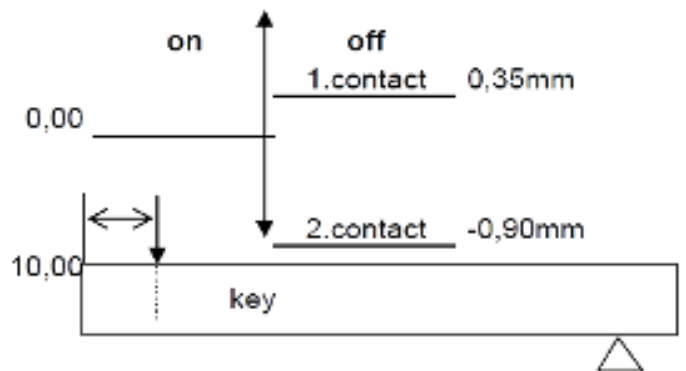 on off
1.contact 0,35mm
0,00
2.contact -0,90mm
10,00
key